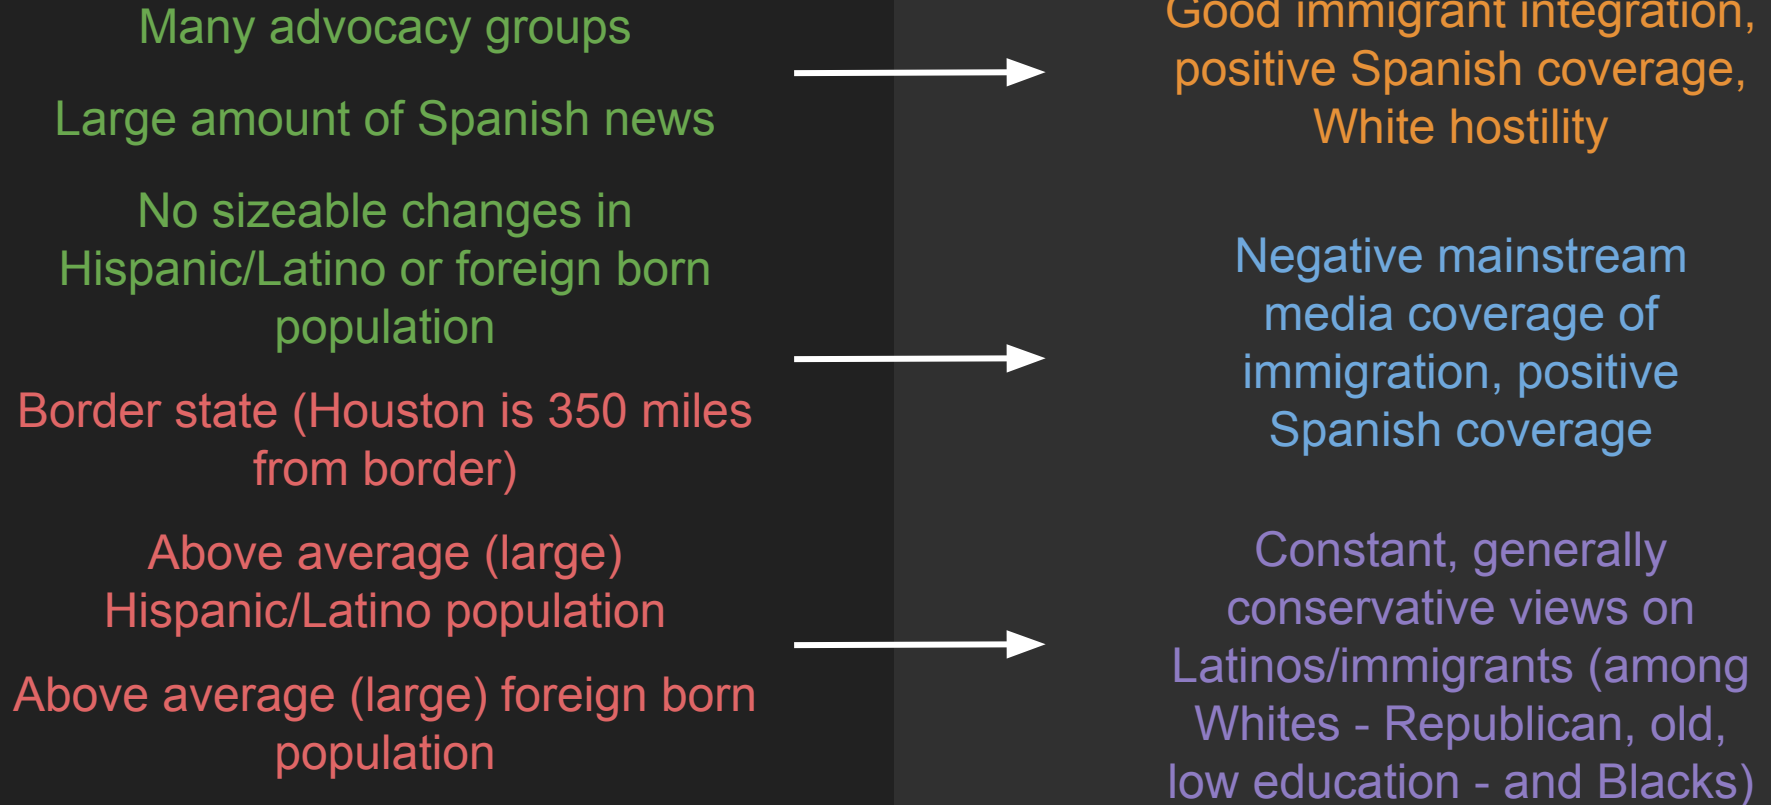 Many advocacy groups
Large amount of Spanish news
No sizeable changes in
Hispanic/Latino or foreign born
population
Border state (Houston is 350 miles
from border)
Above average (large)
Hispanic/Latino population
Above average (large) foreign born
population
Good immigrant integration,
positive Spanish coverage,
White hostility
Negative mainstream
media coverage of
immigration, positive
Spanish coverage
Constant, generally
conservative views on
Latinos/immigrants (among
Whites - Republican, old,
low education - and Blacks)